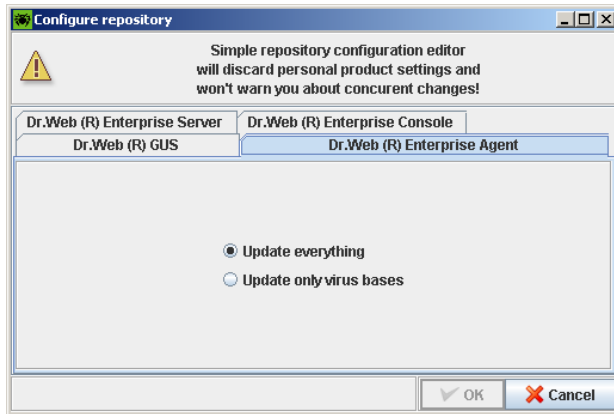 Configure repository
Simple repository configuration editor
will discard personal product settings and
won't warn you about concurent changes!
Dr.Web (R) Enterprise Server Dr.Web (R) Enterprise Console
Dr.Web (R) GUS Dr.Web (R) Enterprise Agent
Update everything
Update only virus bases
OK Cancel